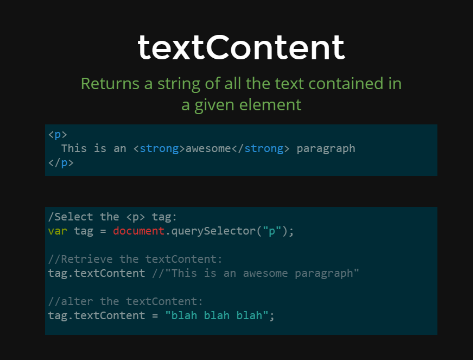 textContent
Returns a string of all the text contained in
a given element
<p>
  This is an <strong>awesome</strong> paragraph
</p>
/Select the <p> tag:
var tag = document.querySelector("p");
//Retrieve the textContent:
tag.textContent //"This is an awesome paragraph"
//alter the textContent:
tag.textContent = "blah blah blah";